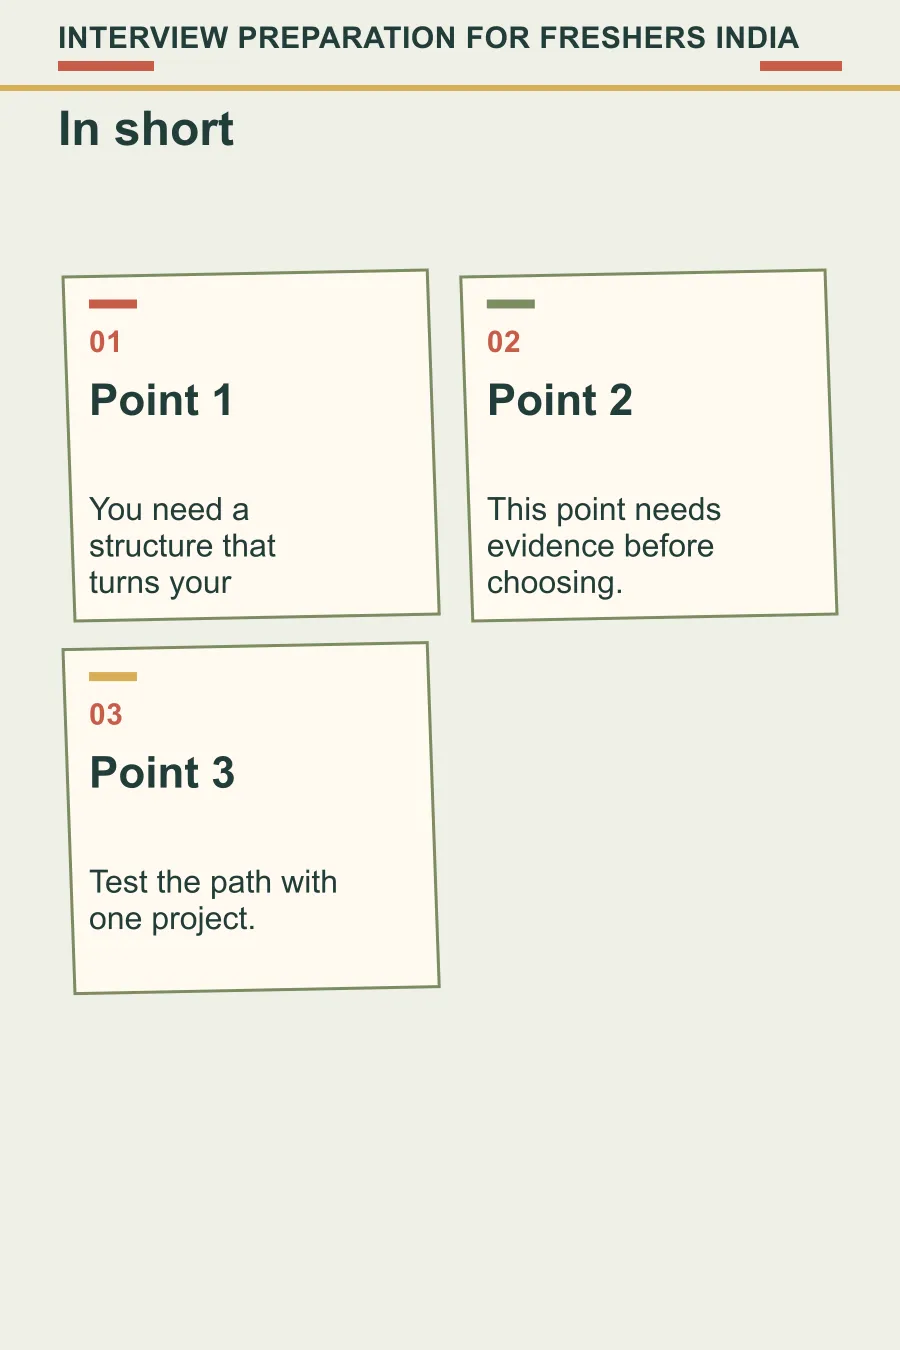 INTERVIEW PREPARATION FOR FRESHERS INDIA
In short
01
Point 1
You need a
structure that
turns your
02
Point 2
This point needs
evidence before
choosing.
03
Point 3
Test the path with
one project.